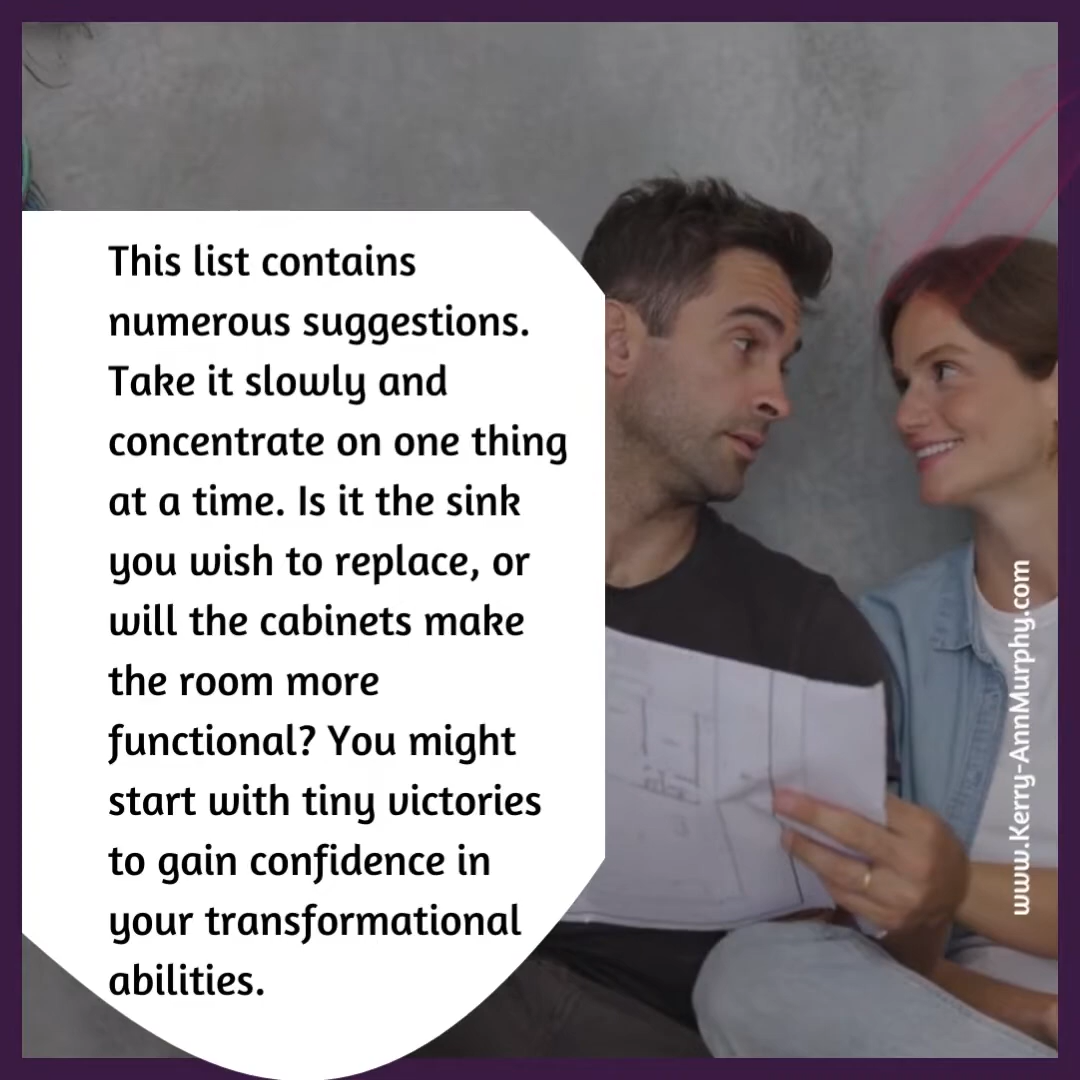 This list contains
numerous suggestions.
Take it slowly and
concentrate on one thing
at a time. Is it the sink
you wish to replace, or
will the cabinets make
the room more
functional? You might
start with tiny victories
to gain confidence in
your transformational
abilities.
www.Kerry-AnnMurphy.com